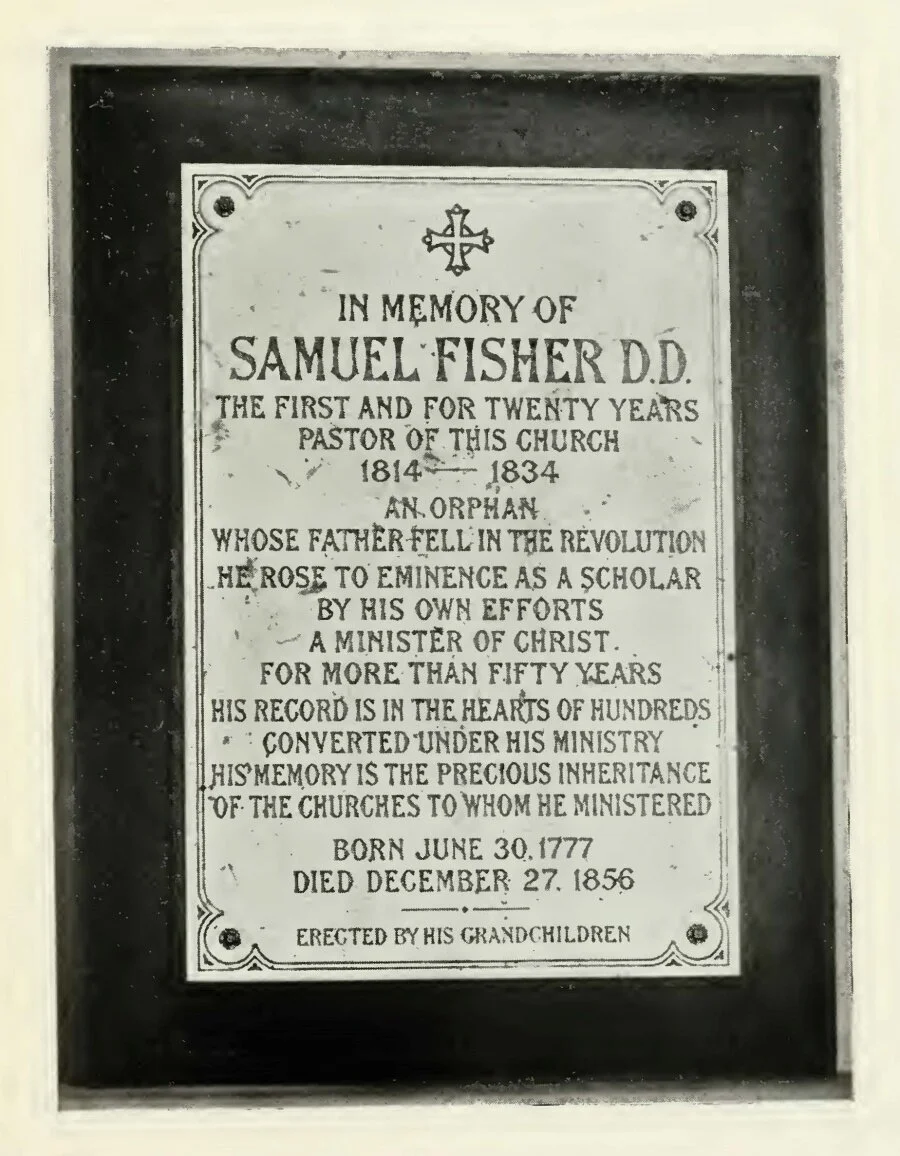 IN MEMORY OF
SAMUEL FISHER D.D.
THE FIRST AND FOR TWENTY YEARS
PASTOR OF THIS CHURCH
1814 — 1834
AN ORPHAN
WHOSE FATHER FELL IN THE REVOLUTION
HE ROSE TO EMINENCE AS A SCHOLAR
BY HIS OWN EFFORTS
A MINISTER OF CHRIST.
FOR MORE THAN FIFTY YEARS
HIS RECORD IS IN THE HEARTS OF HUNDREDS
CONVERTED UNDER HIS MINISTRY
HIS MEMORY IS THE PRECIOUS INHERITANCE
OF THE CHURCHES TO WHOM HE MINISTERED
BORN JUNE 30. 1777
DIED DECEMBER 27. 1856
ERECTED BY HIS GRANDCHILDREN